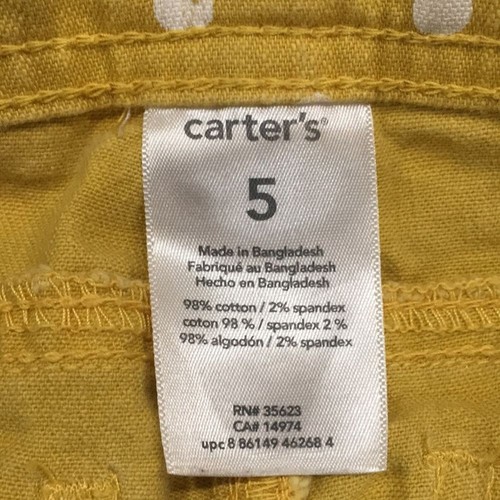 carter's®
5
Made in Bangladesh
Fabriqué au Bangladesh
Hecho en Bangladesh
98% cotton / 2% spandex
coton 98 % / spandex 2 %
98% algodón / 2% spandex
RN# 35623
CA# 14974
upc 8 86149 46268 4